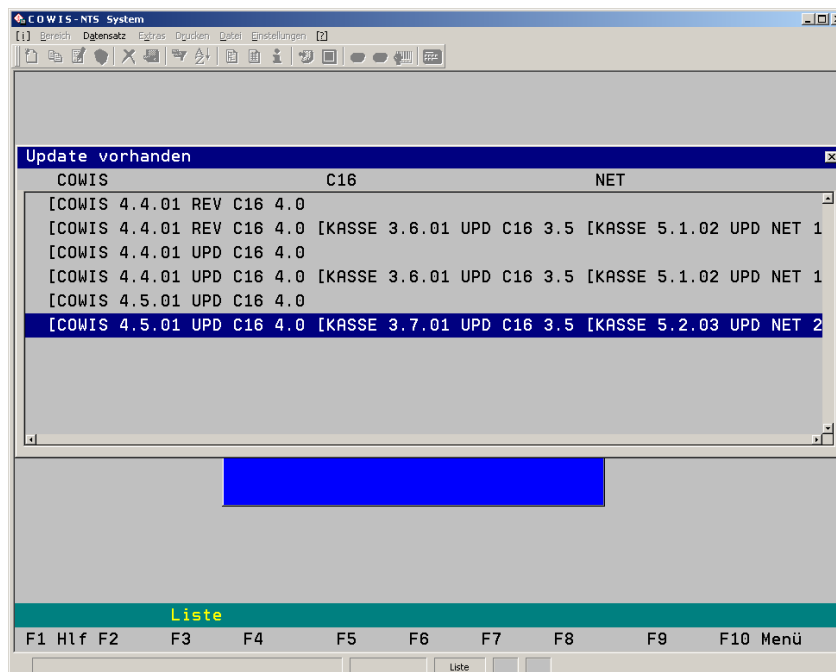 COWIS-NTS System
[i] Bereich Datensatz Extras Drucken Datei Einstellungen [?]
Update vorhanden
COWIS C16 NET
[COWIS 4.4.01 REV C16 4.0
[COWIS 4.4.01 REV C16 4.0 [KASSE 3.6.01 UPD C16 3.5 [KASSE 5.1.02 UPD NET 1
[COWIS 4.4.01 UPD C16 4.0
[COWIS 4.4.01 UPD C16 4.0 [KASSE 3.6.01 UPD C16 3.5 [KASSE 5.1.02 UPD NET 1
[COWIS 4.5.01 UPD C16 4.0
[COWIS 4.5.01 UPD C16 4.0 [KASSE 3.7.01 UPD C16 3.5 [KASSE 5.2.03 UPD NET 2
Liste
F1 Hlf F2 F3 F4 F5 F6 F7 F8 F9 F10 Menü
Liste